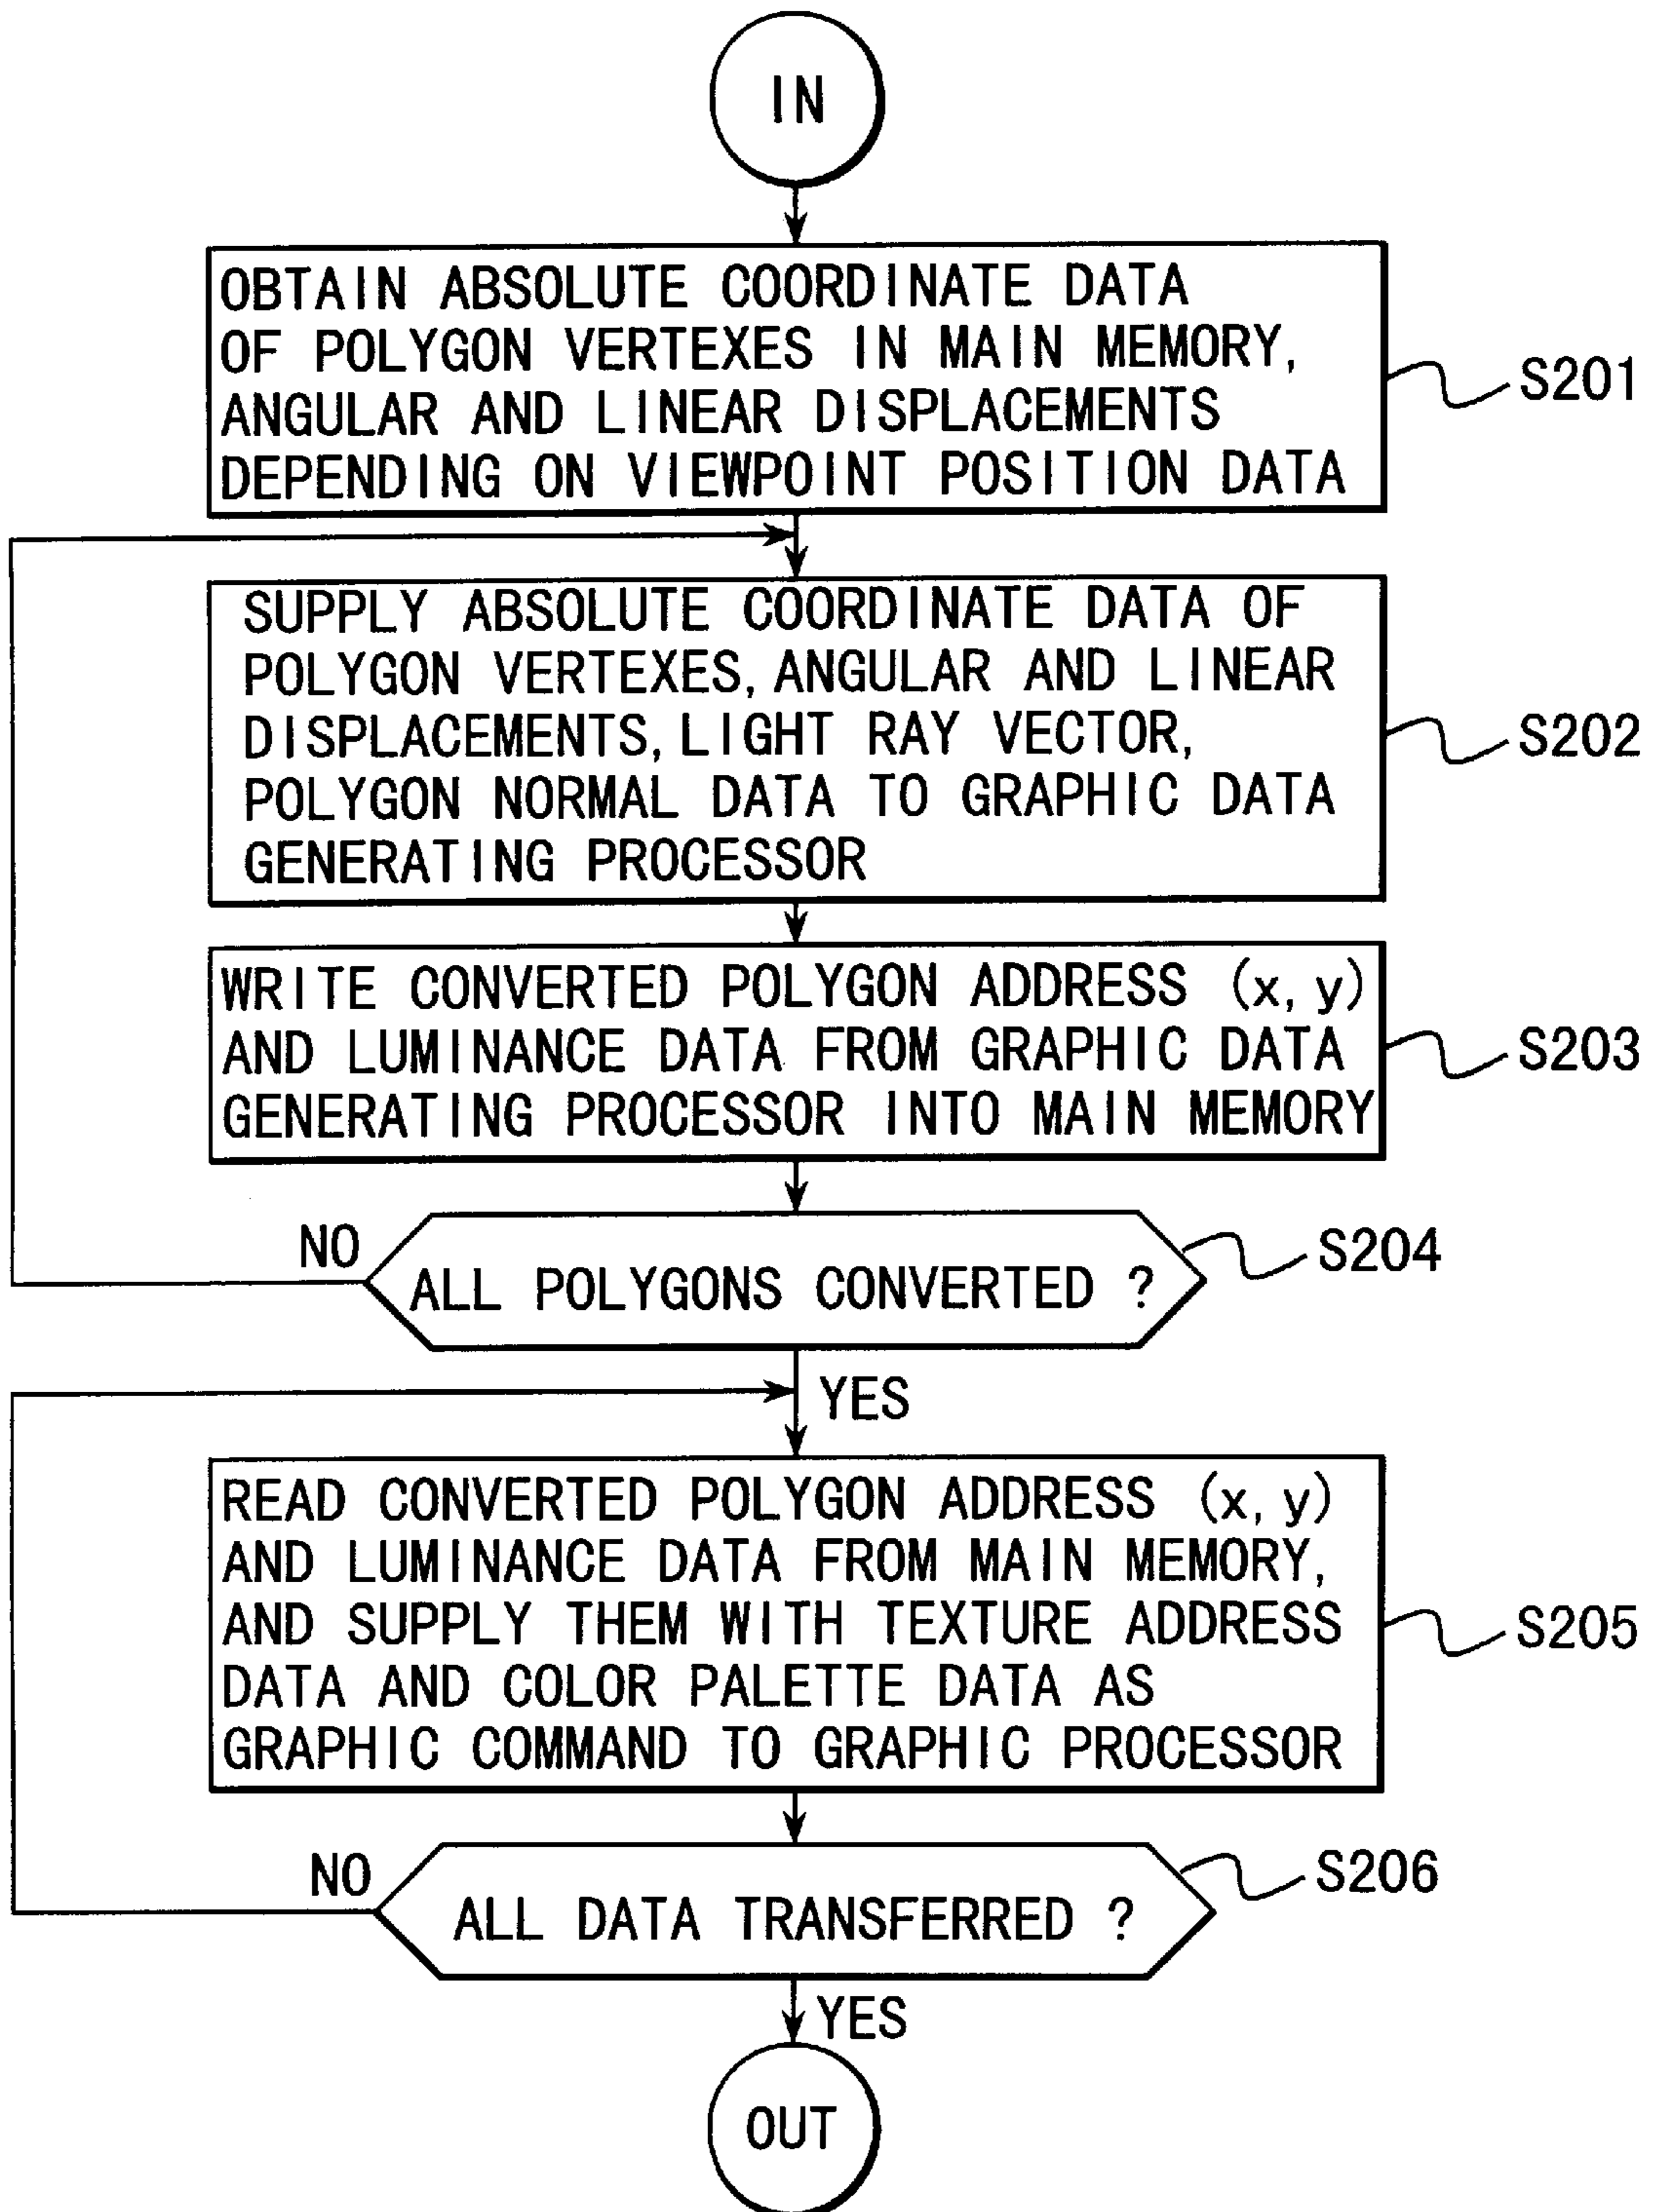 IN
OBTAIN ABSOLUTE COORDINATE DATA
OF POLYGON VERTEXES IN MAIN MEMORY,
ANGULAR AND LINEAR DISPLACEMENTS
DEPENDING ON VIEWPOINT POSITION DATA
S201
SUPPLY ABSOLUTE COORDINATE DATA OF
POLYGON VERTEXES, ANGULAR AND LINEAR
DISPLACEMENTS, LIGHT RAY VECTOR,
POLYGON NORMAL DATA TO GRAPHIC DATA
GENERATING PROCESSOR
S202
WRITE CONVERTED POLYGON ADDRESS (x, y)
AND LUMINANCE DATA FROM GRAPHIC DATA
GENERATING PROCESSOR INTO MAIN MEMORY
S203
NO
ALL POLYGONS CONVERTED ?
S204
YES
READ CONVERTED POLYGON ADDRESS (x, y)
AND LUMINANCE DATA FROM MAIN MEMORY,
AND SUPPLY THEM WITH TEXTURE ADDRESS
DATA AND COLOR PALETTE DATA AS
GRAPHIC COMMAND TO GRAPHIC PROCESSOR
S205
NO
ALL DATA TRANSFERRED ?
S206
YES
OUT